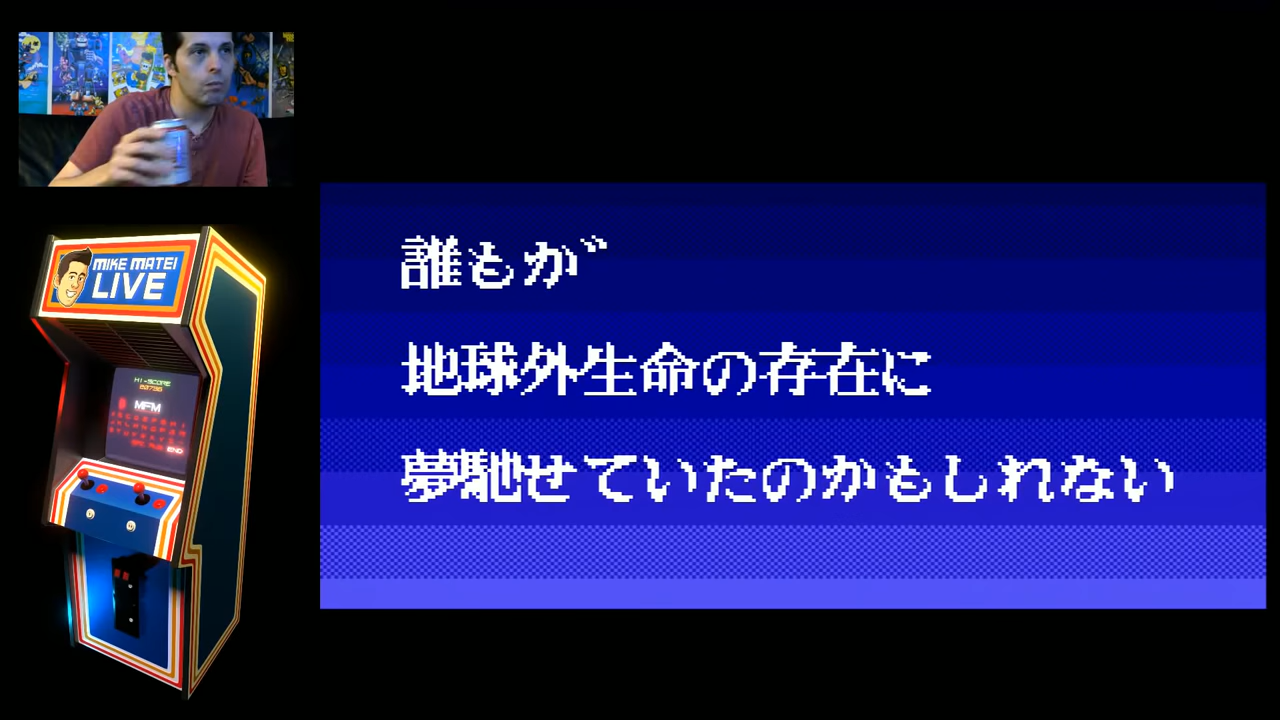 MIKE MATEI
LIVE
HI-SCORE
MFM
END
誰もが
地球外生命の存在に
夢馳せていたのかもしれない